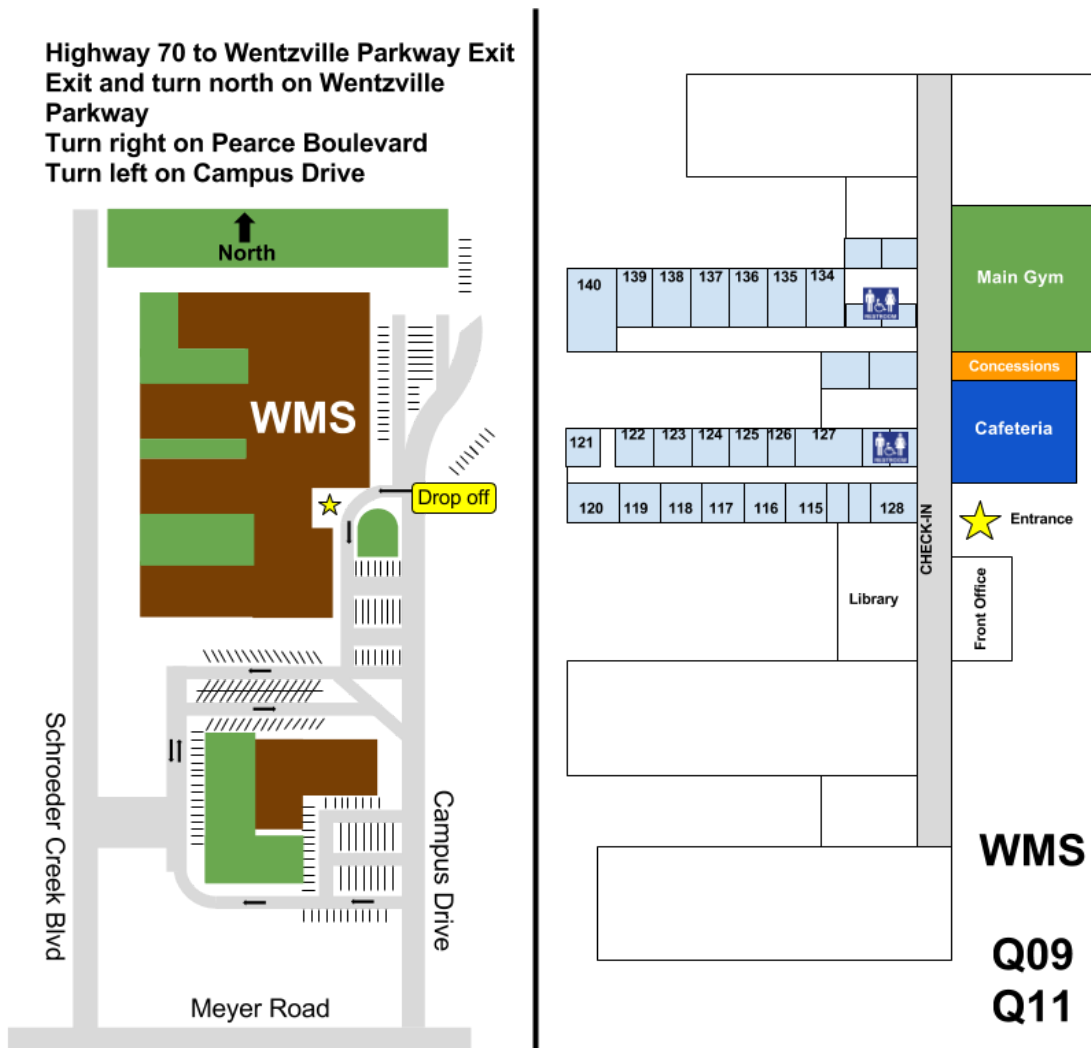 Highway 70 to Wentzville Parkway Exit
Exit and turn north on Wentzville
Parkway
Turn right on Pearce Boulevard
Turn left on Campus Drive
North
WMS
Drop off
Schroeder Creek Blvd
Campus Drive
Meyer Road
Main Gym
139 138 137 136 135 134
140
RESTROOM
Concessions
Cafeteria
122 123 124 125 126 127
121
RESTROOM
120 119 118 117 116 115 128
Entrance
CHECK-IN
Library
Front Office
WMS
Q09
Q11